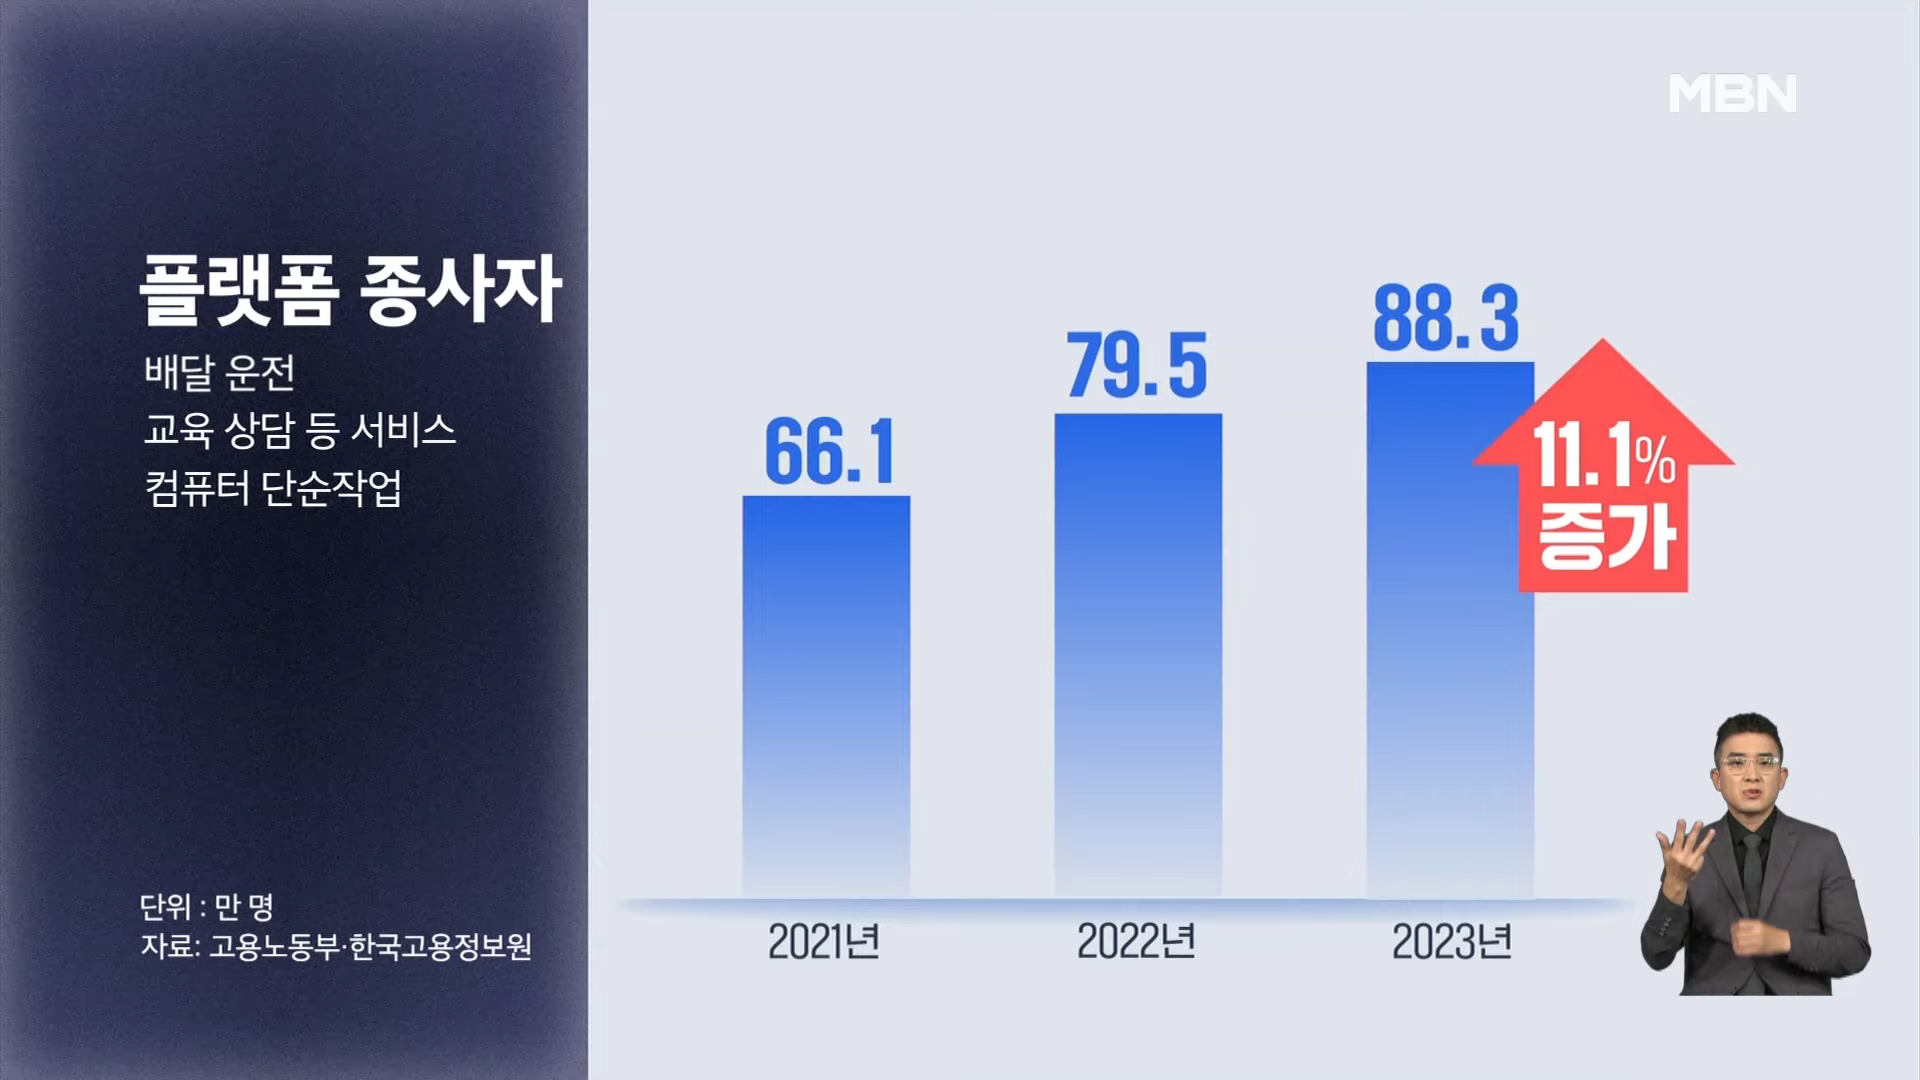 MBN
플랫폼 종사자
배달 운전
교육 상담 등 서비스
컴퓨터 단순작업
단위 : 만 명
자료: 고용노동부·한국고용정보원
66.1
79.5
88.3
11.1%
증가
2021년
2022년
2023년